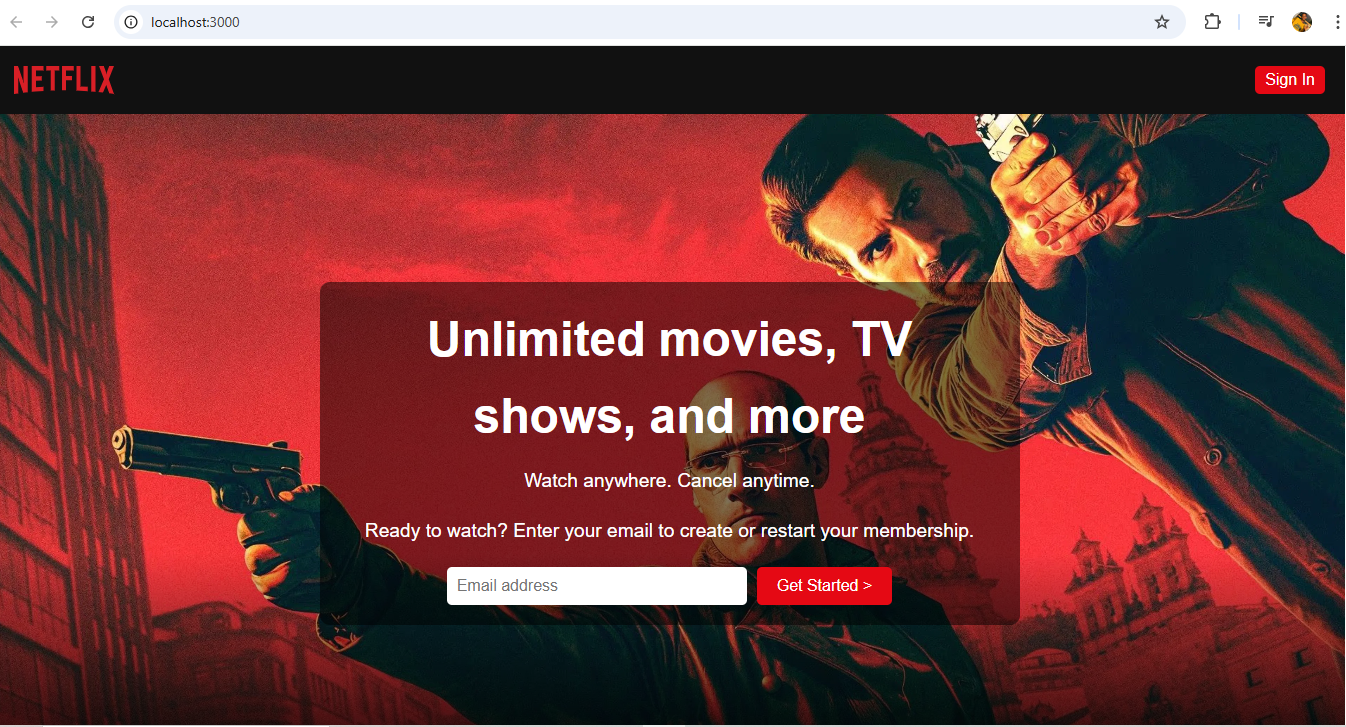 localhost:3000
NETFLIX
Sign In
Unlimited movies, TV
shows, and more
Watch anywhere. Cancel anytime.
Ready to watch? Enter your email to create or restart your membership.
Email address
Get Started >